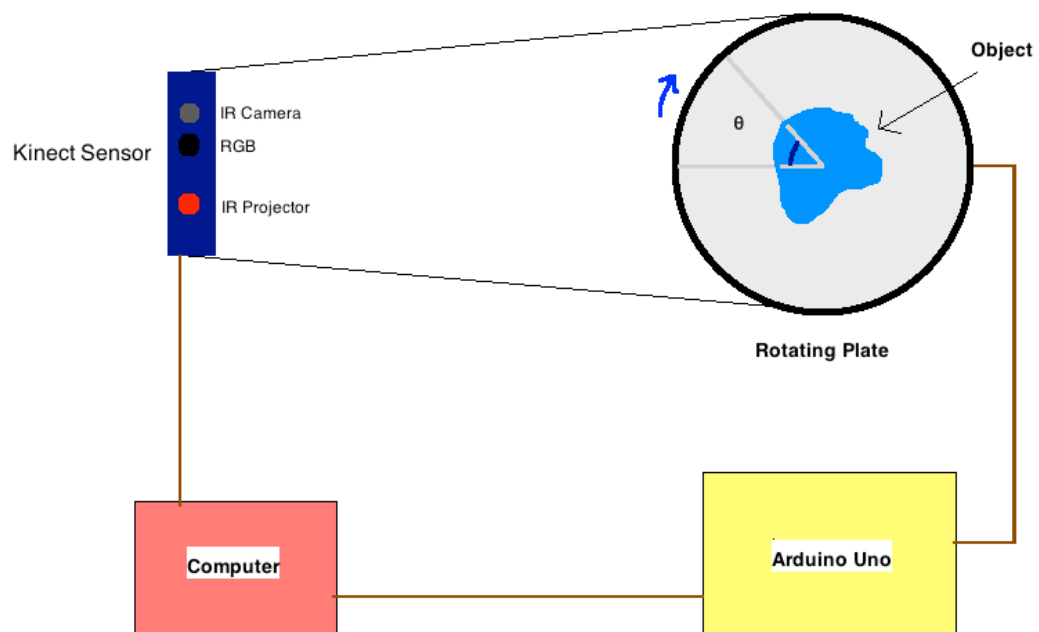 Object
IR Camera
θ
RGB
Kinect Sensor
IR Projector
Rotating Plate
Computer
Arduino Uno